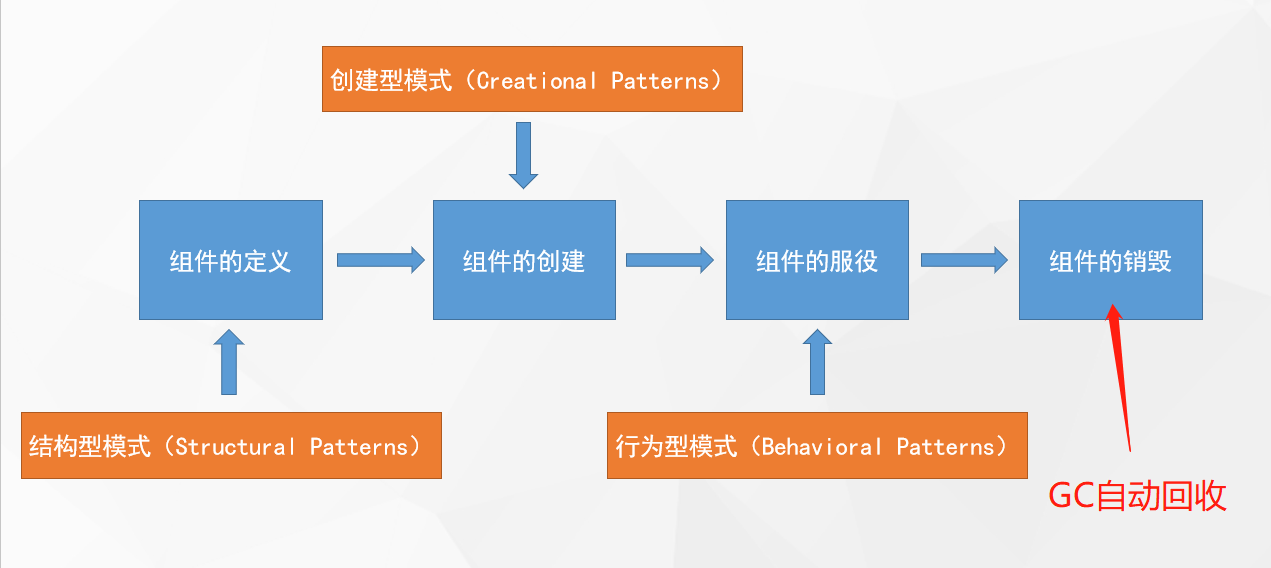 创建型模式（Creational Patterns）
组件的定义
组件的创建
组件的服役
组件的销毁
结构型模式（Structural Patterns）
行为型模式（Behavioral Patterns）
GC自动回收